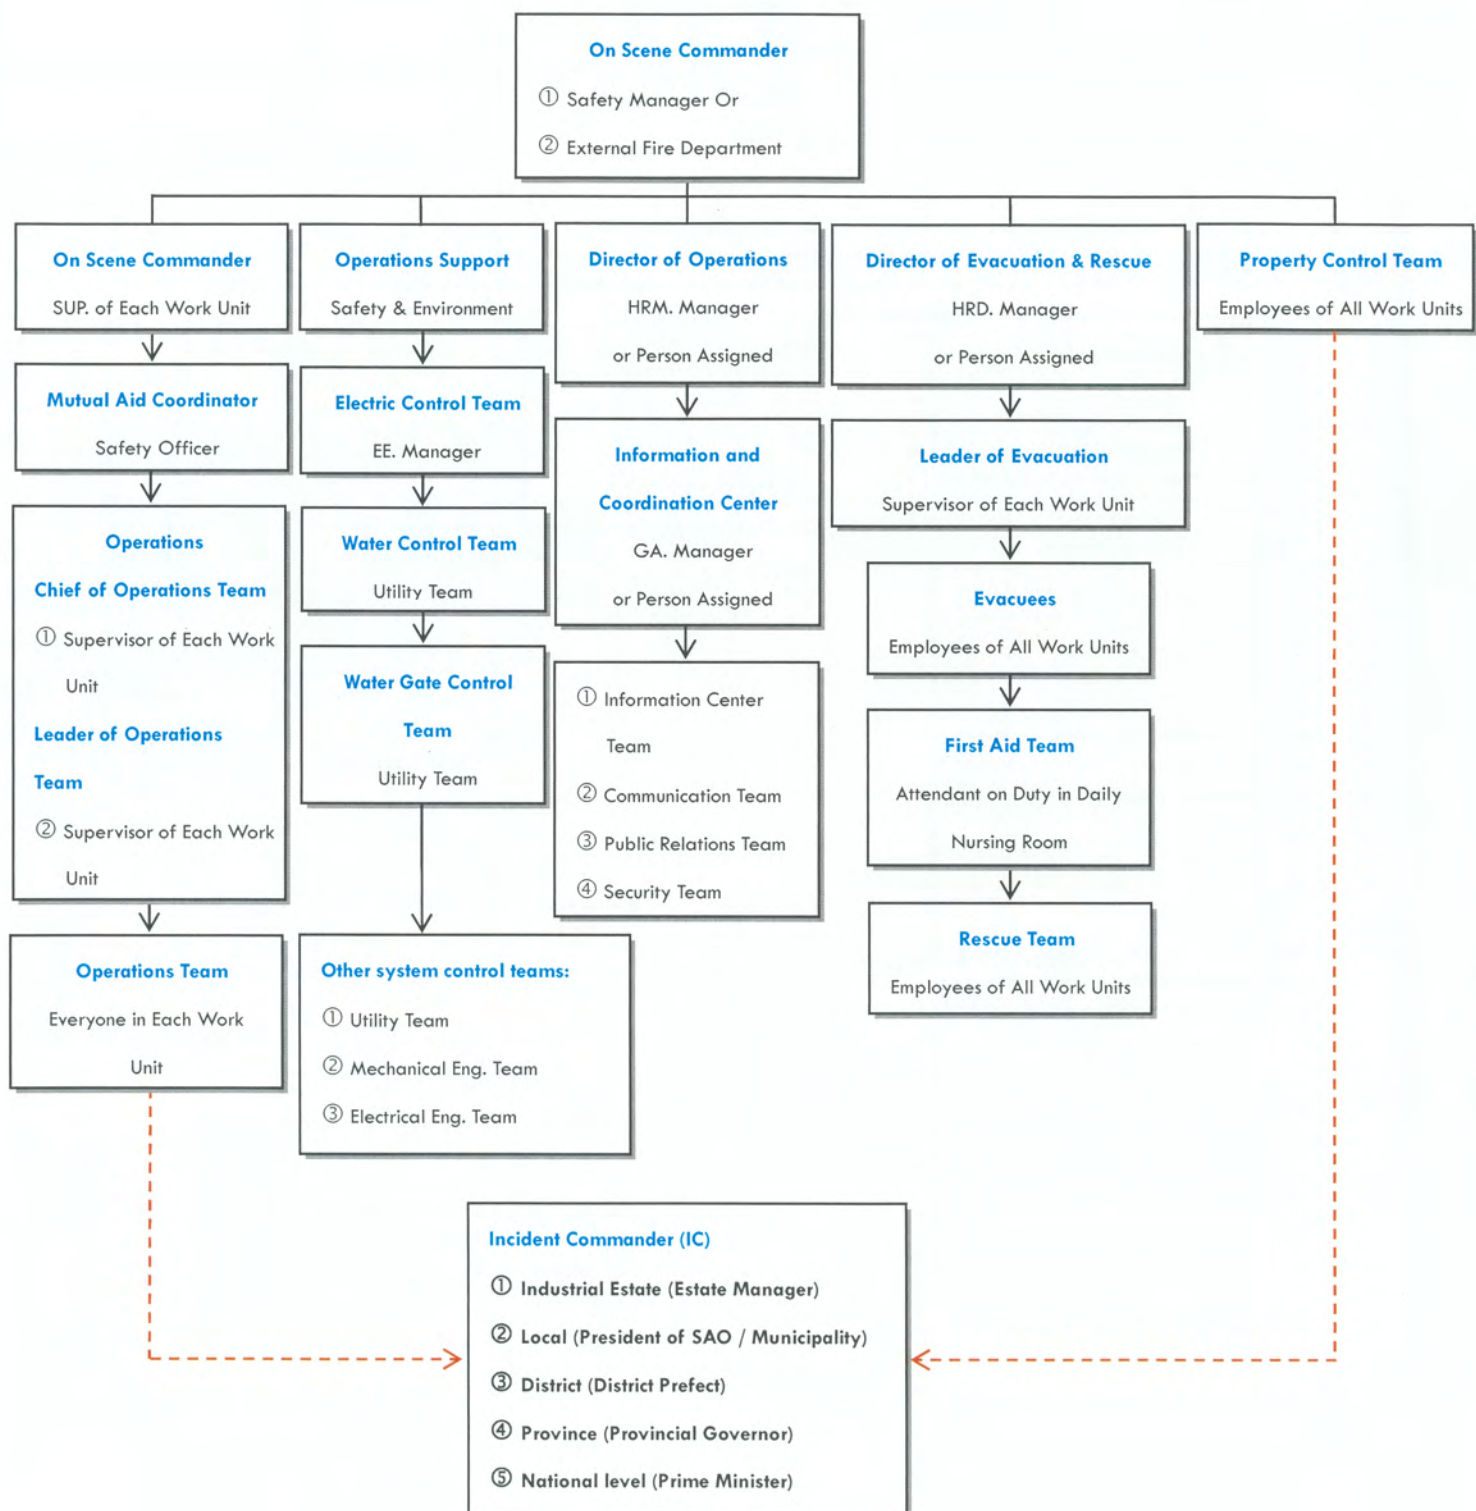 On Scene Commander
① Safety Manager Or
② External Fire Department
On Scene Commander
SUP. of Each Work Unit
Operations Support
Safety & Environment
Director of Operations
HRM. Manager
or Person Assigned
Director of Evacuation & Rescue
HRD. Manager
or Person Assigned
Property Control Team
Employees of All Work Units
Mutual Aid Coordinator
Safety Officer
Electric Control Team
EE. Manager
Information and
Coordination Center
GA. Manager
or Person Assigned
Leader of Evacuation
Supervisor of Each Work Unit
Operations
Chief of Operations Team
① Supervisor of Each Work
Unit
Leader of Operations
Team
② Supervisor of Each Work
Unit
Water Control Team
Utility Team
Water Gate Control
Team
Utility Team
① Information Center
Team
② Communication Team
③ Public Relations Team
④ Security Team
Evacuees
Employees of All Work Units
First Aid Team
Attendant on Duty in Daily
Nursing Room
Rescue Team
Employees of All Work Units
Operations Team
Everyone in Each Work
Unit
Other system control teams:
① Utility Team
② Mechanical Eng. Team
③ Electrical Eng. Team
Incident Commander (IC)
① Industrial Estate (Estate Manager)
② Local (President of SAO / Municipality)
③ District (District Prefect)
④ Province (Provincial Governor)
⑤ National level (Prime Minister)